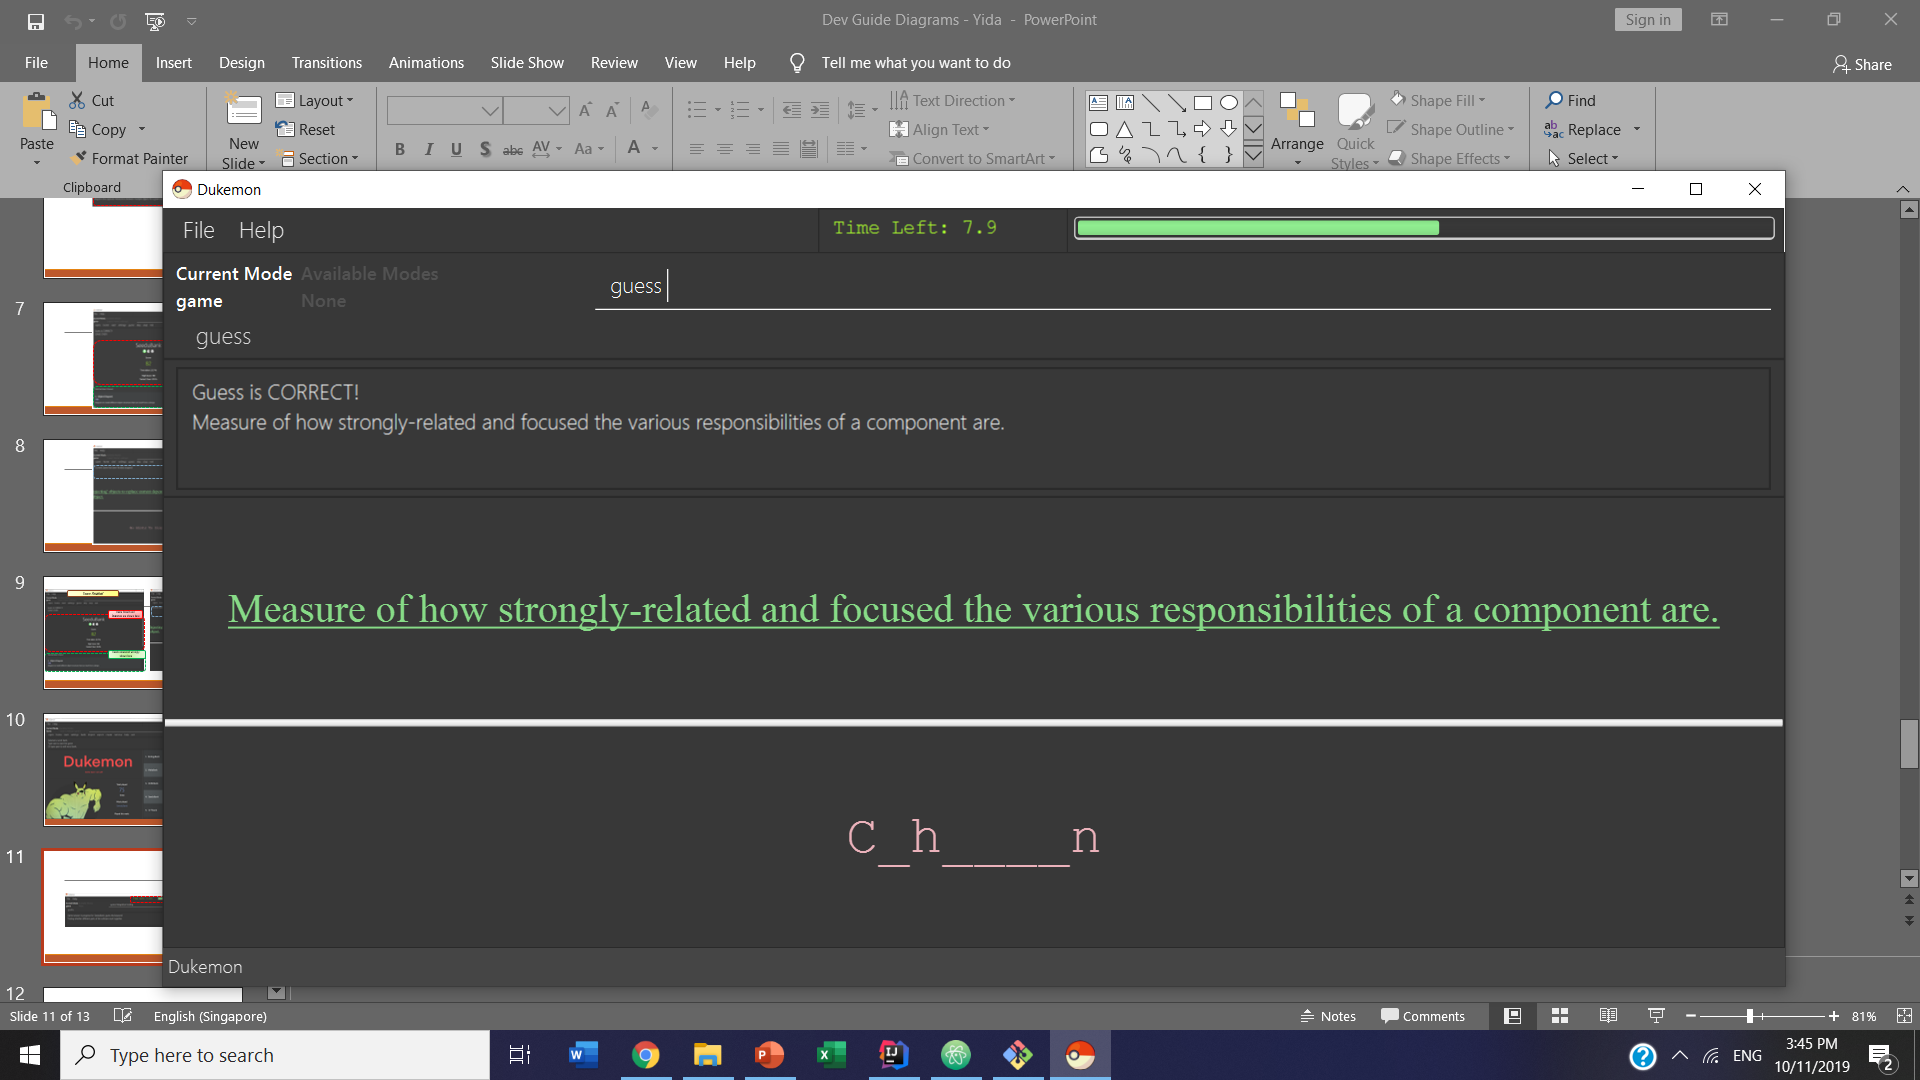 Dev Guide Diagrams - Yida - PowerPoint
Sign in
File Home Insert Design Transitions Animations Slide Show Review View Help Tell me what you want to do
Share
Paste
Cut
Copy
Format Painter
Clipboard
New Slide
Layout
Reset
Section
B I U S abc AV Aa A
Text Direction
Align Text
Convert to SmartArt
Arrange
Quick Styles
Shape Fill
Shape Outline
Shape Effects
Find
Replace
Select
Dukemon
File Help
Time Left: 7.9
Current Mode Available Modes
game None
guess
guess
Guess is CORRECT!
Measure of how strongly-related and focused the various responsibilities of a component are.
Measure of how strongly-related and focused the various responsibilities of a component are.
C_h____n
Dukemon
7
8
9
10
Dukemon
11
12
Slide 11 of 13
English (Singapore)
Notes
Comments
81%
Type here to search
ENG
3:45 PM
10/11/2019
2